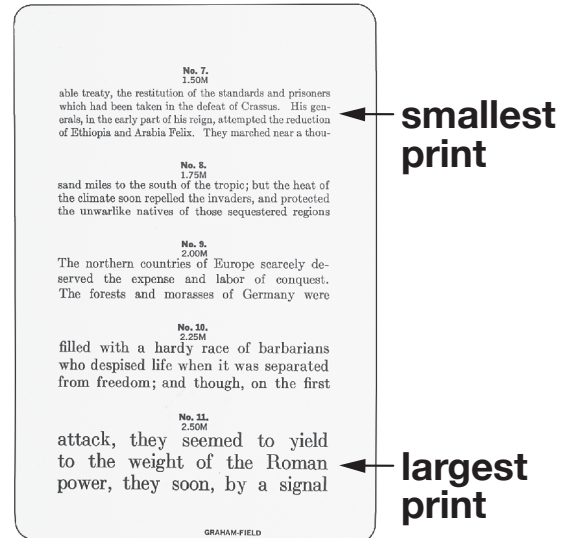 No. 7.
1.50M
able treaty, the restitution of the standards and prisoners
which had been taken in the defeat of Crassus. His gen-
erals, in the early part of his reign, attempted the reduction
of Ethiopia and Arabia Felix. They marched near a thou-
smallest
print
No. 8.
1.75M
sand miles to the south of the tropic; but the heat of
the climate soon repelled the invaders, and protected
the unwarlike natives of those sequestered regions
No. 9.
2.00M
The northern countries of Europe scarcely de-
served the expense and labor of conquest.
The forests and morasses of Germany were
No. 10.
2.25M
filled with a hardy race of barbarians
who despised life when it was separated
from freedom; and though, on the first
No. 11.
2.50M
attack, they seemed to yield
to the weight of the Roman
power, they soon, by a signal
largest
print
GRAHAM-FIELD